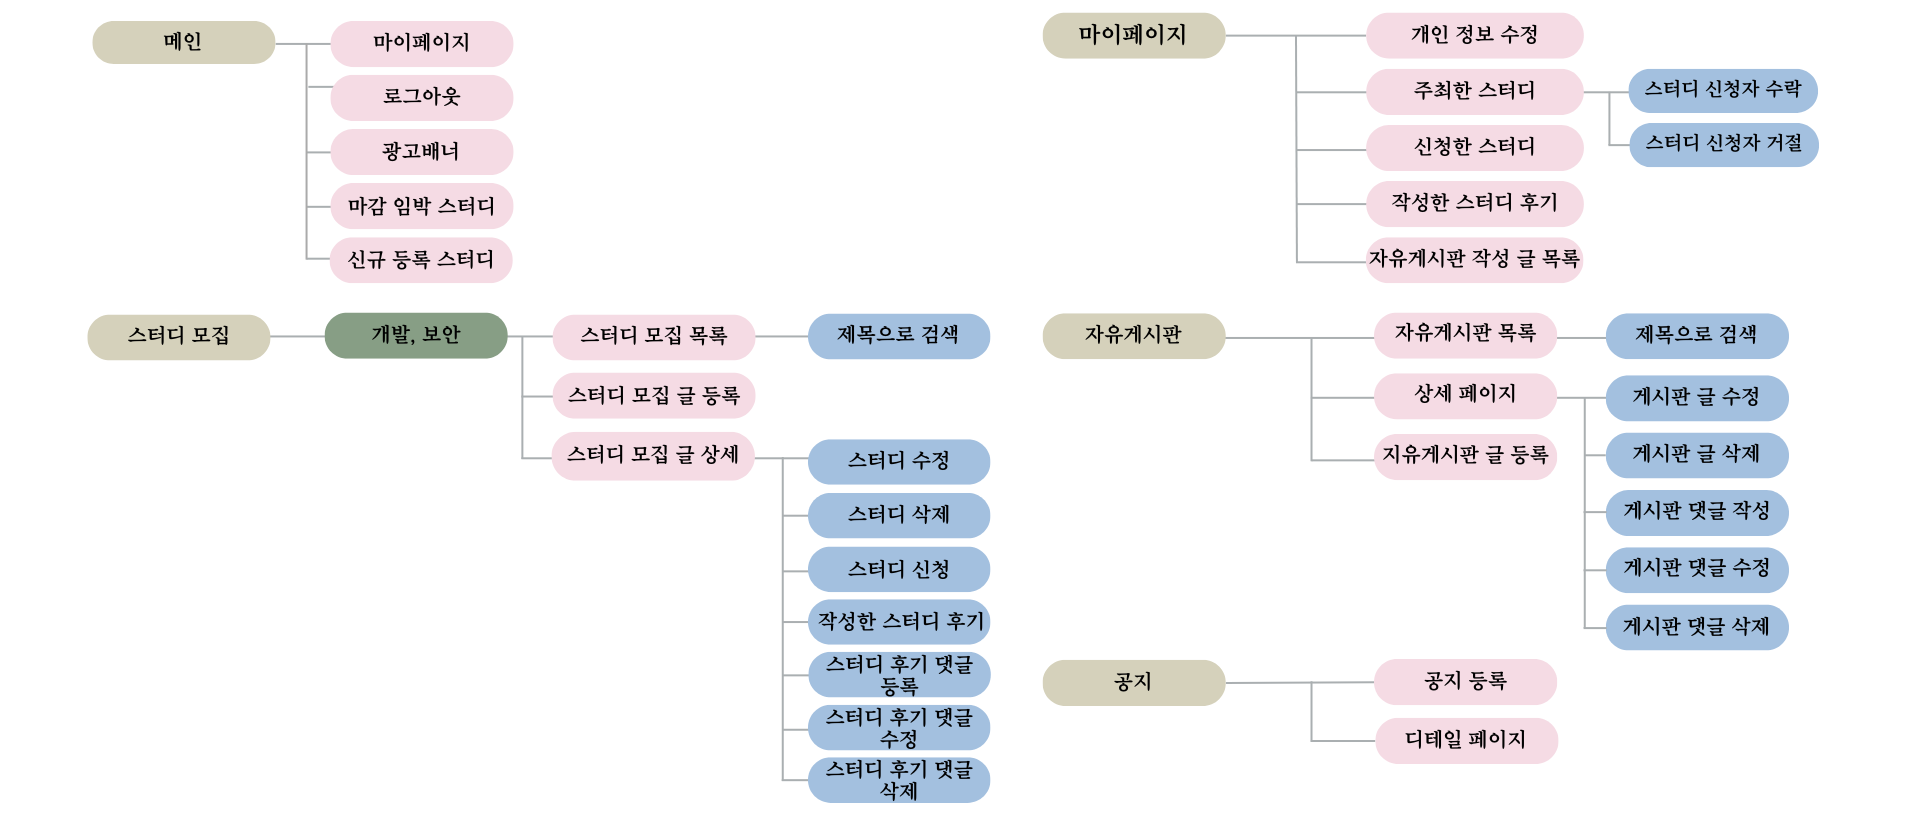 메인
마이페이지
로그아웃
광고배너
마감 임박 스터디
신규 등록 스터디
스터디 모집
개발, 보안
스터디 모집 목록
제목으로 검색
스터디 모집 글 등록
스터디 모집 글 상세
스터디 수정
스터디 삭제
스터디 신청
작성한 스터디 후기
스터디 후기 댓글
등록
스터디 후기 댓글
수정
스터디 후기 댓글
삭제
마이페이지
개인 정보 수정
주최한 스터디
스터디 신청자 수락
스터디 신청자 거절
신청한 스터디
작성한 스터디 후기
자유게시판 작성 글 목록
자유게시판
자유게시판 목록
제목으로 검색
상세 페이지
게시판 글 수정
게시판 글 삭제
게시판 댓글 작성
게시판 댓글 수정
게시판 댓글 삭제
지유게시판 글 등록
공지
공지 등록
디테일 페이지